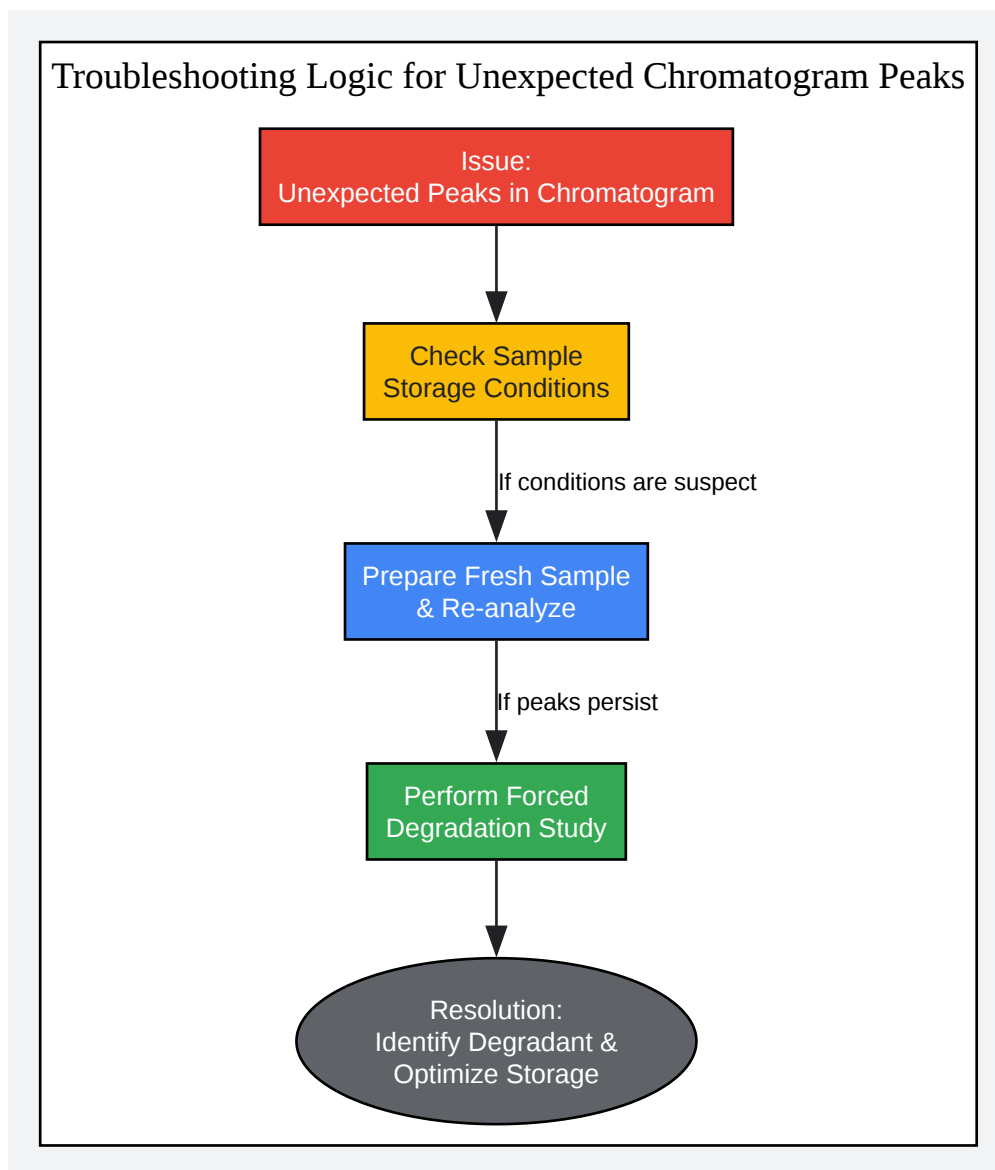 Troubleshooting Logic for Unexpected Chromatogram Peaks
Issue:
Unexpected Peaks in Chromatogram
Check Sample
Storage Conditions
If conditions are suspect
Prepare Fresh Sample
& Re-analyze
If peaks persist
Perform Forced
Degradation Study
Resolution:
Identify Degradant &
Optimize Storage